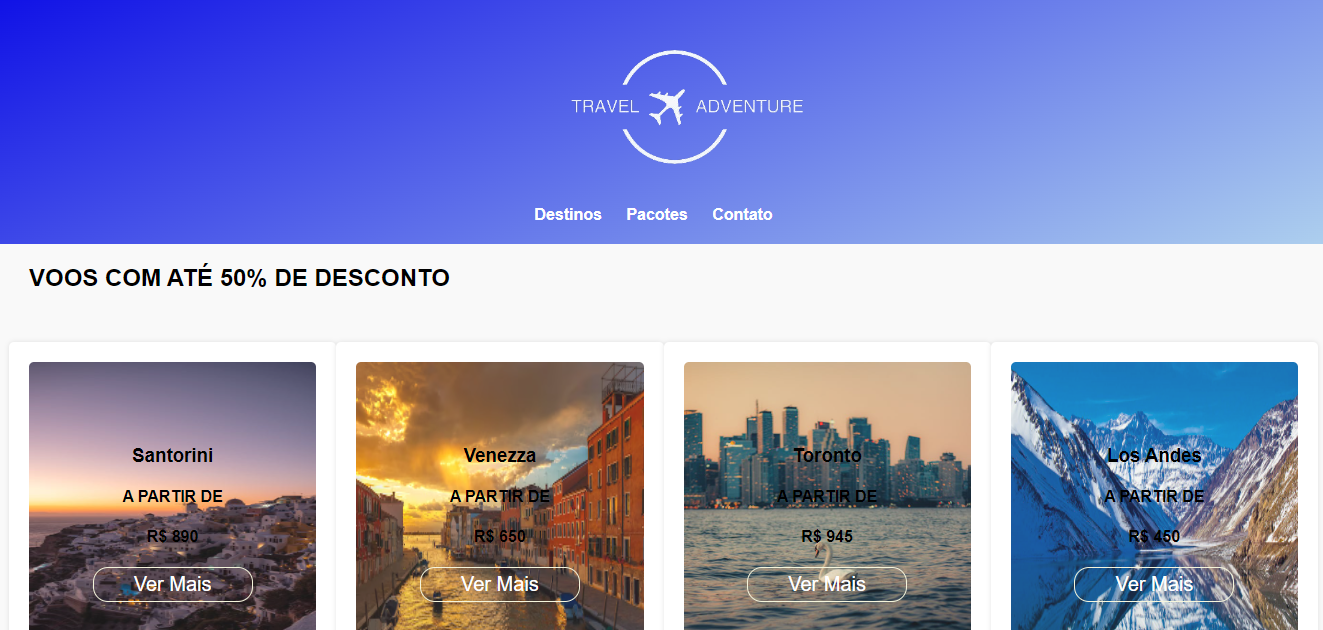 TRAVEL ADVENTURE
Destinos Pacotes Contato
VOOS COM ATÉ 50% DE DESCONTO
Santorini
A PARTIR DE
R$ 890
Ver Mais
Venezza
A PARTIR DE
R$ 650
Ver Mais
Toronto
A PARTIR DE
R$ 945
Ver Mais
Los Andes
A PARTIR DE
R$ 450
Ver Mais